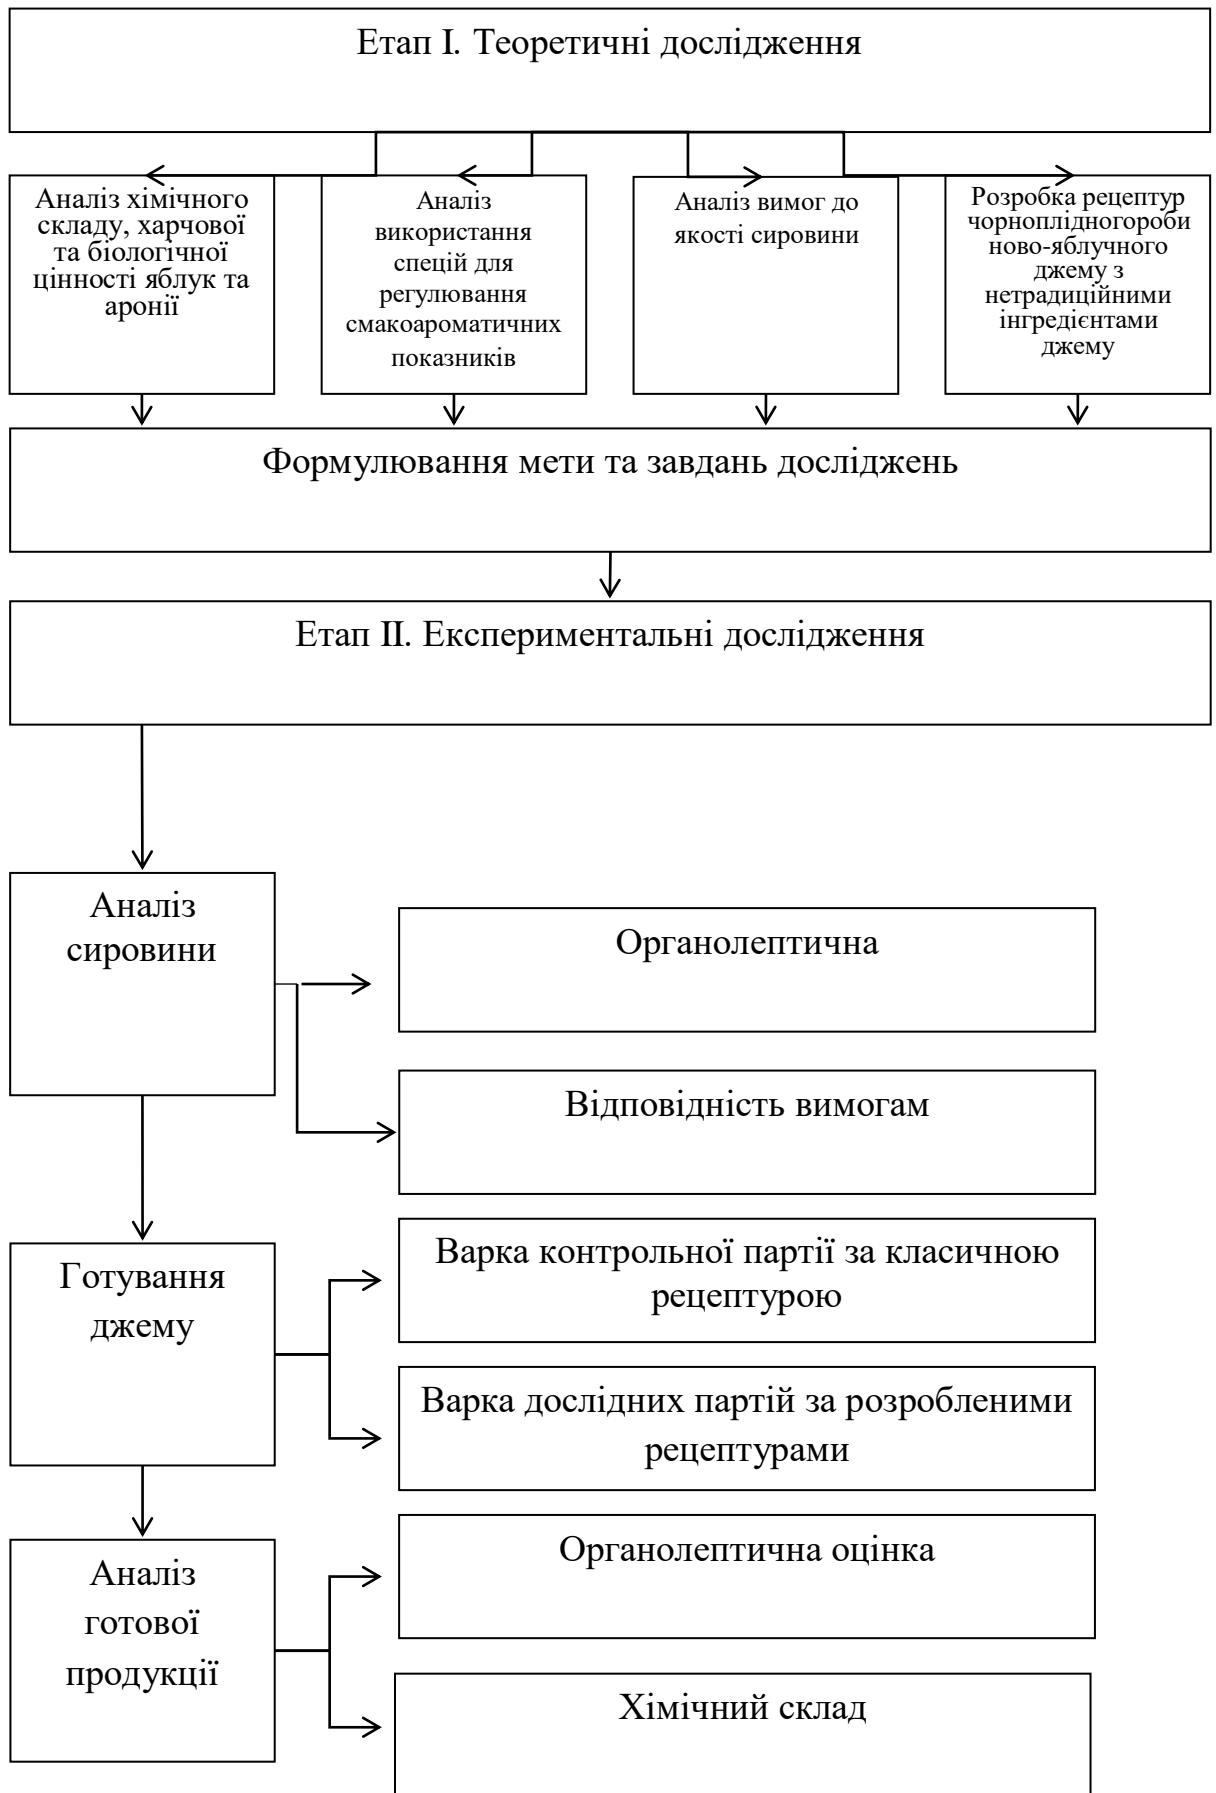 Етап І. Теоретичні дослідження
Аналіз хімічного
складу, харчової
та біологічної
цінності яблук та
аронії
Аналіз
використання
спецій для
регулювання
смакоароматичних
показників
Аналіз вимог до
якості сировини
Розробка рецептур
чорноплідногороби
ново-яблучного
джему з
нетрадиційними
інгредієнтами
джему
Формулювання мети та завдань досліджень
Етап ІІ. Експериментальні дослідження
Аналіз
сировини
Органолептична
Відповідність вимогам
Готування
джему
Варка контрольної партії за класичною
рецептурою
Варка дослідних партій за розробленими
рецептурами
Аналіз
готової
продукції
Органолептична оцінка
Хімічний склад